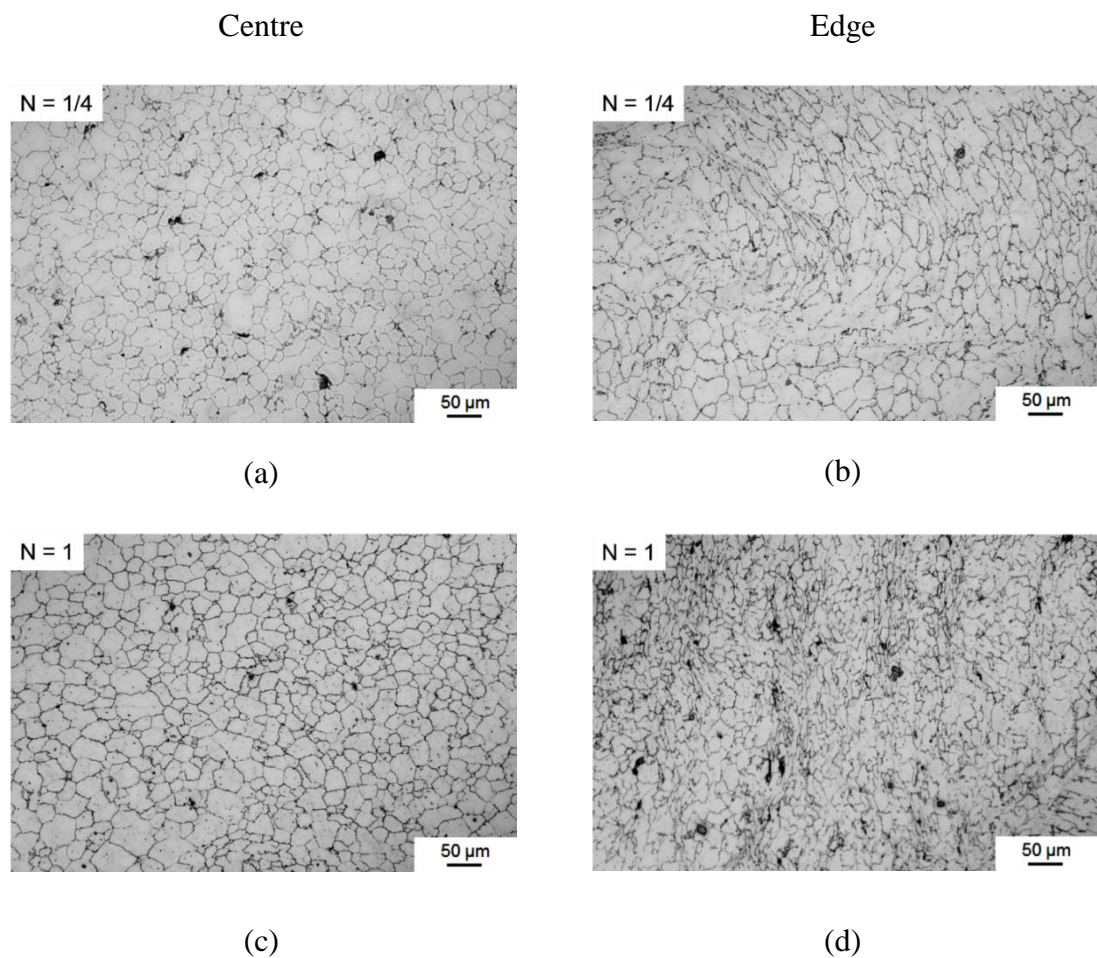 Centre
Edge
N = 1/4
50 µm
N = 1/4
50 µm
(a)
(b)
N = 1
50 µm
N = 1
50 µm
(c)
(d)